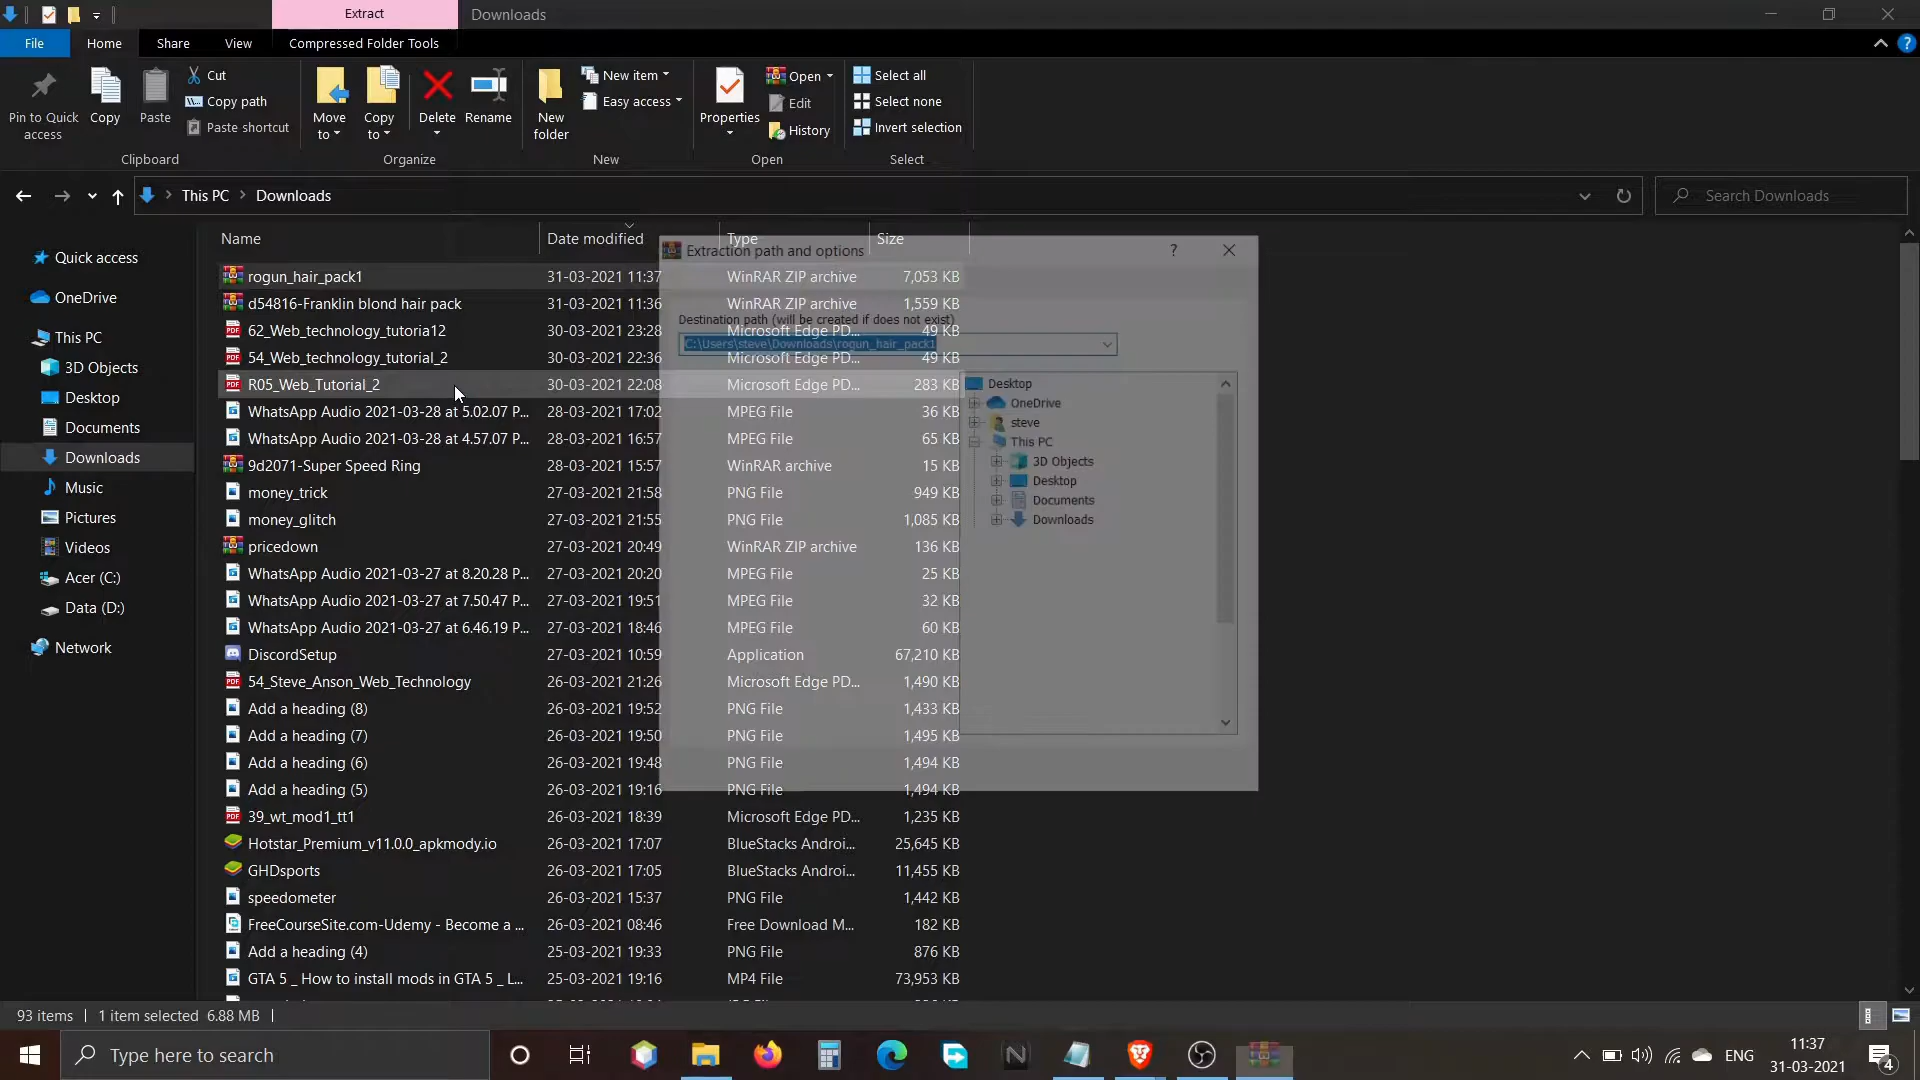 Extract
Downloads
File
Home
Share
View
Compressed Folder Tools
Pin to Quick access
Copy
Paste
Cut
Copy path
Paste shortcut
Clipboard
Move to
Copy to
Delete
Rename
Organize
New folder
New item
Easy access
New
Properties
Open
Edit
History
Open
Select all
Select none
Invert selection
Select
This PC > Downloads
Search Downloads
Quick access
OneDrive
This PC
3D Objects
Desktop
Documents
Downloads
Music
Pictures
Videos
Acer (C:)
Data (D:)
Network
Name Date modified Type Size
rogun_hair_pack1 31-03-2021 11:37 WinRAR ZIP archive 7,053 KB
d54816-Franklin blond hair pack 31-03-2021 11:36 WinRAR ZIP archive 1,559 KB
62_Web_technology_tutoria12 30-03-2021 23:28 Microsoft Edge PD... 49 KB
54_Web_technology_tutorial_2 30-03-2021 22:36 Microsoft Edge PD... 49 KB
R05_Web_Tutorial_2 30-03-2021 22:08 Microsoft Edge PD... 283 KB
WhatsApp Audio 2021-03-28 at 5.02.07 P... 28-03-2021 17:02 MPEG File 36 KB
WhatsApp Audio 2021-03-28 at 4.57.07 P... 28-03-2021 16:57 MPEG File 65 KB
9d2071-Super Speed Ring 28-03-2021 15:57 WinRAR archive 15 KB
money_trick 27-03-2021 21:58 PNG File 949 KB
money_glitch 27-03-2021 21:55 PNG File 1,085 KB
pricedown 27-03-2021 20:49 WinRAR ZIP archive 136 KB
WhatsApp Audio 2021-03-27 at 8.20.28 P... 27-03-2021 20:20 MPEG File 25 KB
WhatsApp Audio 2021-03-27 at 7.50.47 P... 27-03-2021 19:51 MPEG File 32 KB
WhatsApp Audio 2021-03-27 at 6.46.19 P... 27-03-2021 18:46 MPEG File 60 KB
DiscordSetup 27-03-2021 10:59 Application 67,210 KB
54_Steve_Anson_Web_Technology 26-03-2021 21:26 Microsoft Edge PD... 1,490 KB
Add a heading (8) 26-03-2021 19:52 PNG File 1,433 KB
Add a heading (7) 26-03-2021 19:50 PNG File 1,495 KB
Add a heading (6) 26-03-2021 19:48 PNG File 1,494 KB
Add a heading (5) 26-03-2021 19:16 PNG File 1,494 KB
39_wt_mod1_tt1 26-03-2021 18:39 Microsoft Edge PD... 1,235 KB
Hotstar_Premium_v11.0.0_apkmody.io 26-03-2021 17:07 BlueStacks Androi... 25,645 KB
GHDsports 26-03-2021 17:05 BlueStacks Androi... 11,455 KB
speedometer 26-03-2021 15:37 PNG File 1,442 KB
FreeCourseSite.com-Udemy - Become a ... 26-03-2021 08:46 Free Download M... 182 KB
Add a heading (4) 25-03-2021 19:33 PNG File 876 KB
GTA 5 _ How to install mods in GTA 5 _ L... 25-03-2021 19:16 MP4 File 73,953 KB
Extraction path and options
Destination path (will be created if does not exist)
C:\Users\steve\Downloads\rogun_hair_pack1
Desktop
OneDrive
steve
This PC
3D Objects
Desktop
Documents
Downloads
93 items
1 item selected 6.88 MB
Type here to search
ENG
11:37
31-03-2021
4